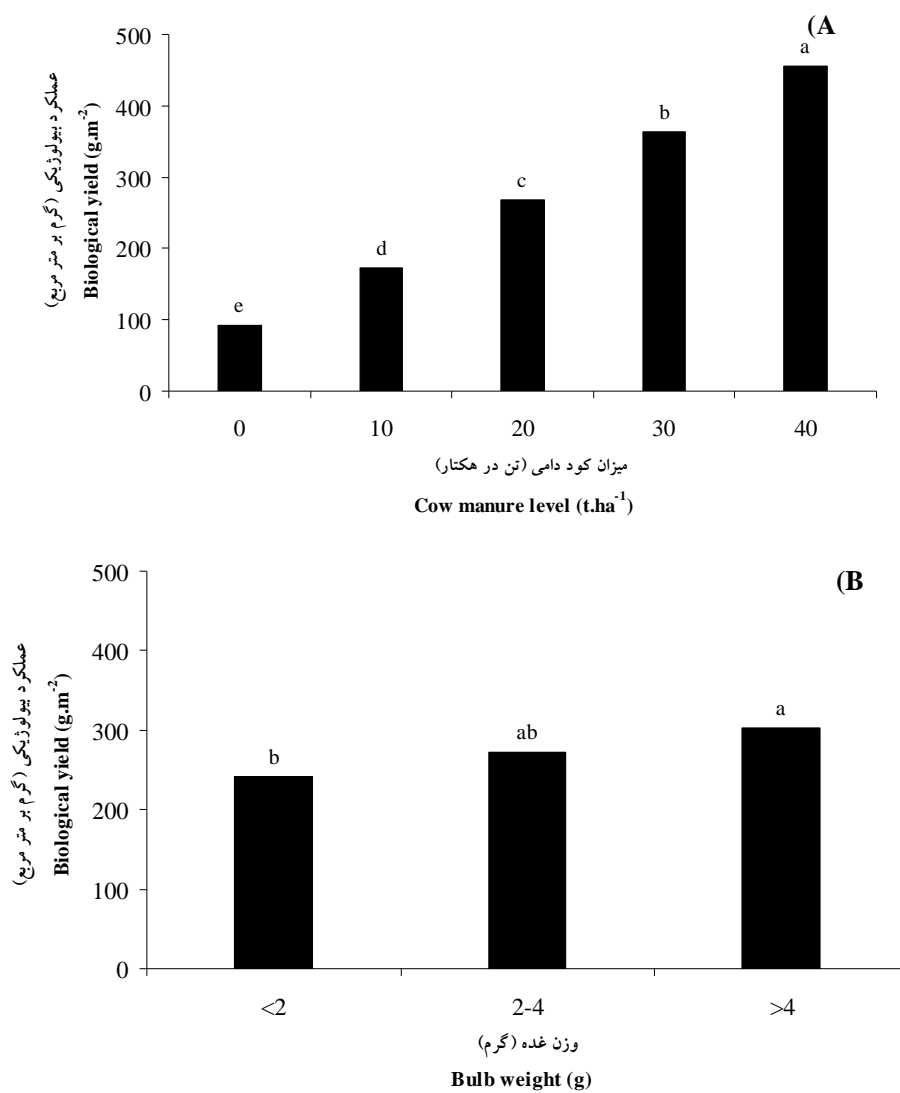 (A
عملکرد بیولوژیکی (گرم بر متر مربع)
Biological yield (g.m⁻²)
500
400
300
200
100
0
e
d
c
b
a
0 10 20 30 40
میزان کود دامی (تن در هکتار)
Cow manure level (t.ha⁻¹)
(B
عملکرد بیولوژیکی (گرم بر متر مربع)
Biological yield (g.m⁻²)
500
400
300
200
100
0
b
ab
a
<2 2-4 >4
وزن غده (گرم)
Bulb weight (g)